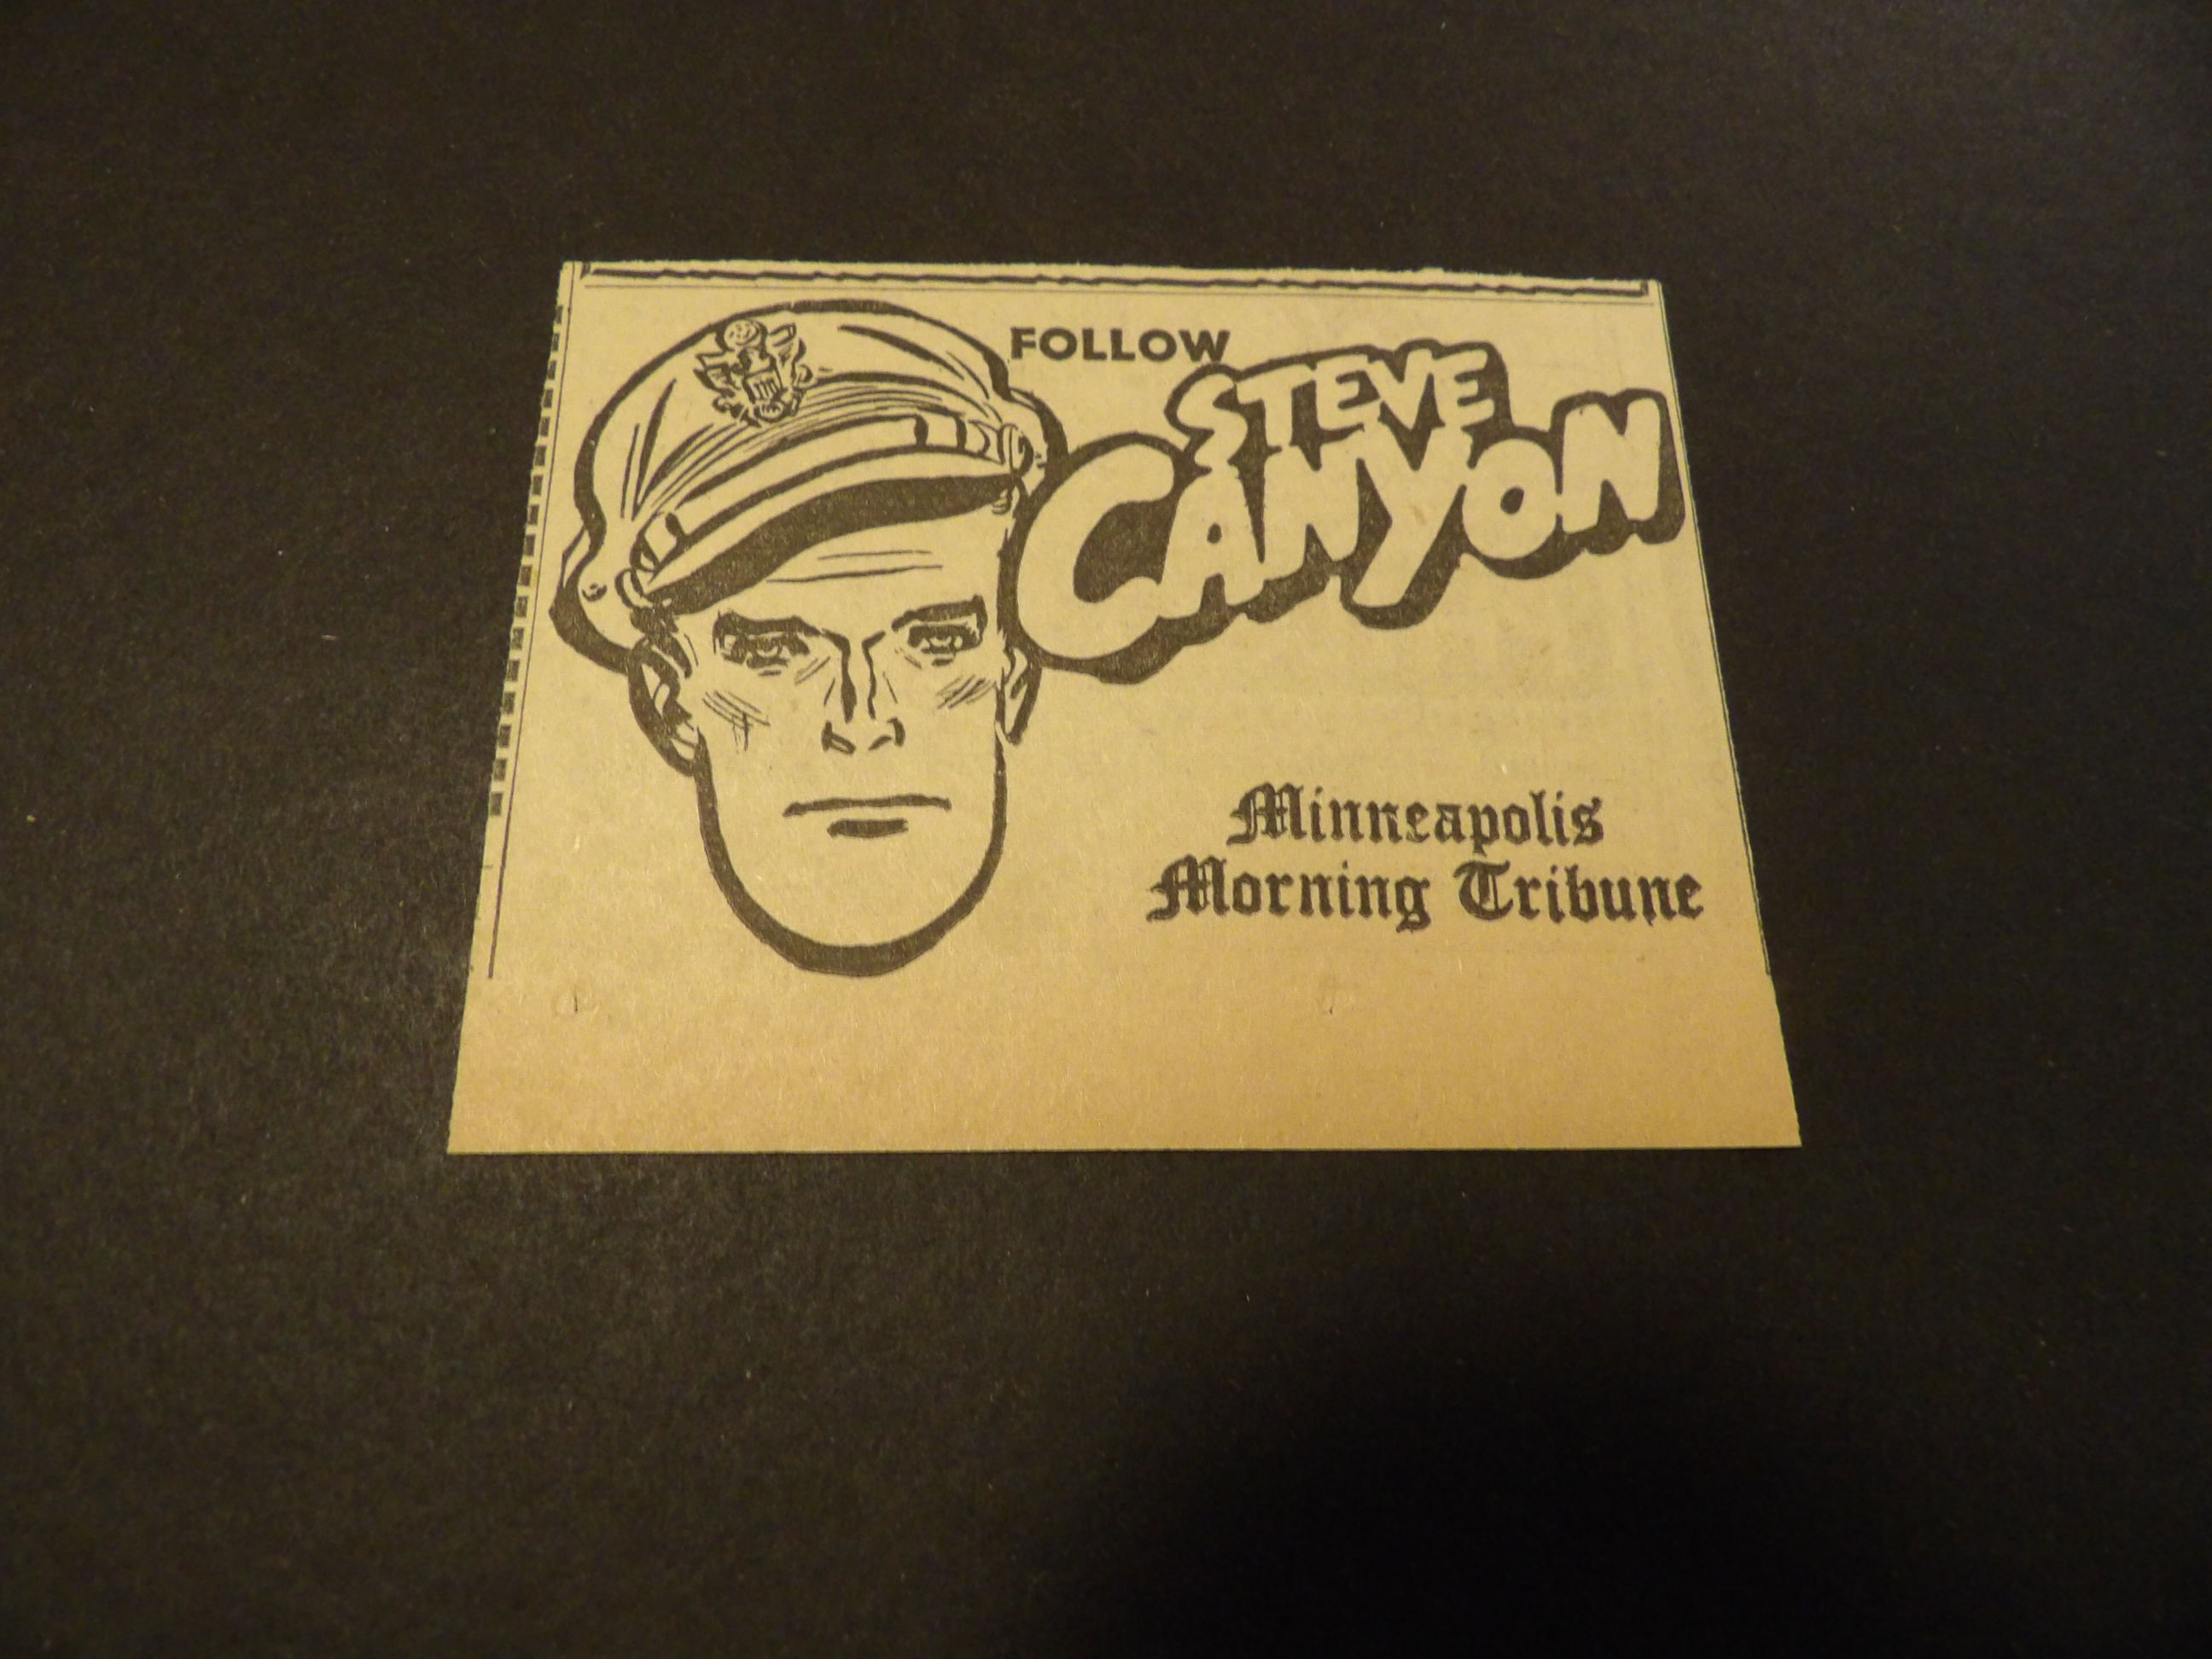 FOLLOW
STEVE
CANYON
Minneapolis
Morning Tribune